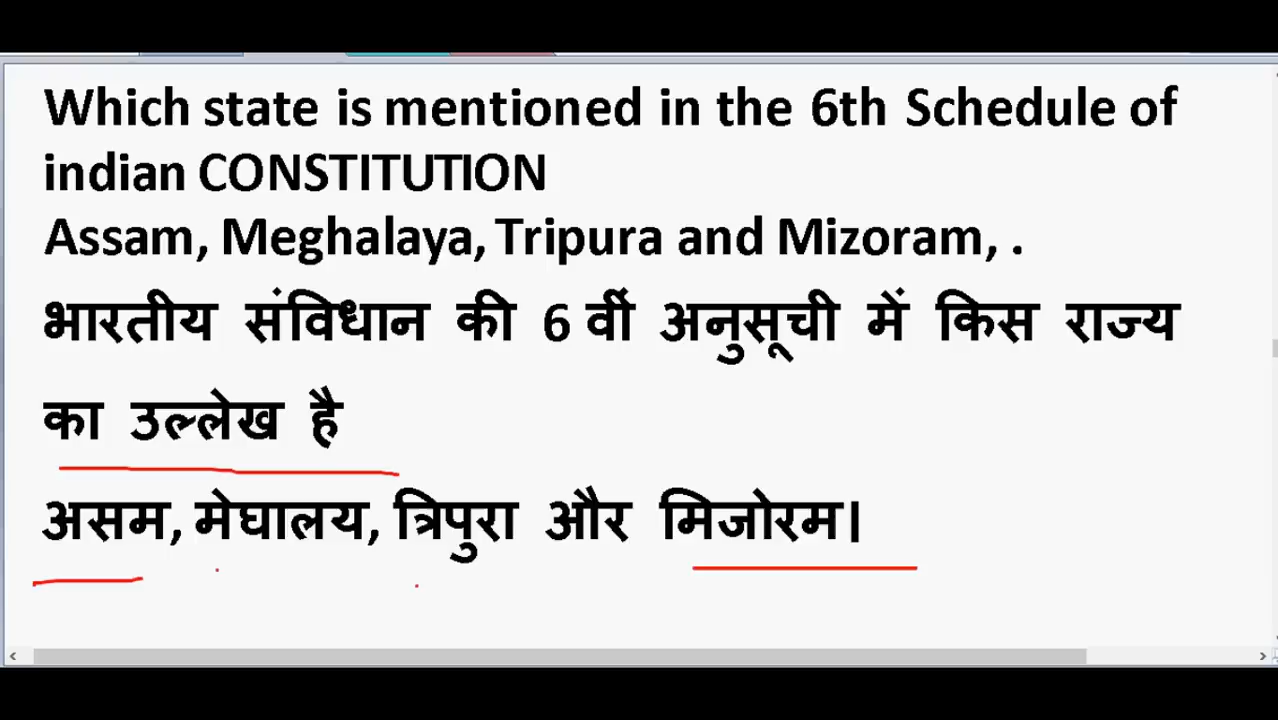 Which state is mentioned in the 6th Schedule of
indian CONSTITUTION
Assam, Meghalaya, Tripura and Mizoram, .
भारतीय संविधान की 6 वीं अनुसूची में किस राज्य
का उल्लेख है
असम, मेघालय, त्रिपुरा और मिजोरम।